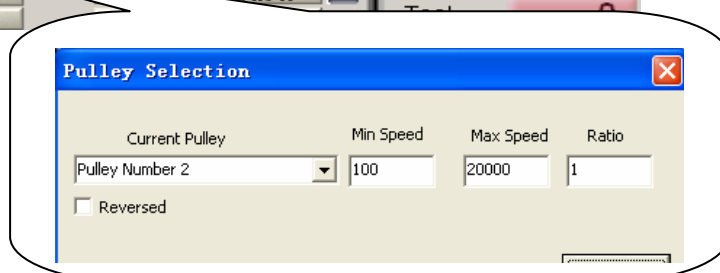 Pulley Selection
Current Pulley Min Speed Max Speed Ratio
Pulley Number 2 100 20000 1
Reversed